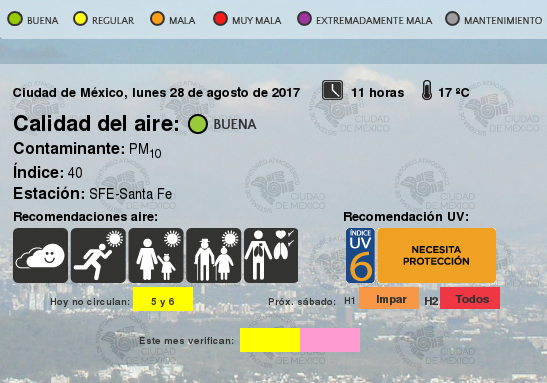 BUENA REGULAR MALA MUY MALA EXTREMADAMENTE MALA MANTENIMIENTO
Ciudad de México, lunes 28 de agosto de 2017 11 horas 17 ºC
Calidad del aire: BUENA
Contaminante: PM10
Índice: 40
Estación: SFE-Santa Fe
Recomendaciones aire: Recomendación UV:
ÍNDICE
UV
6
NECESITA
PROTECCIÓN
Hoy no circulan: 5 y 6 Próx. sábado: H1 Impar H2 Todos
Este mes verifican:
CIUDAD
DE MÉXICO